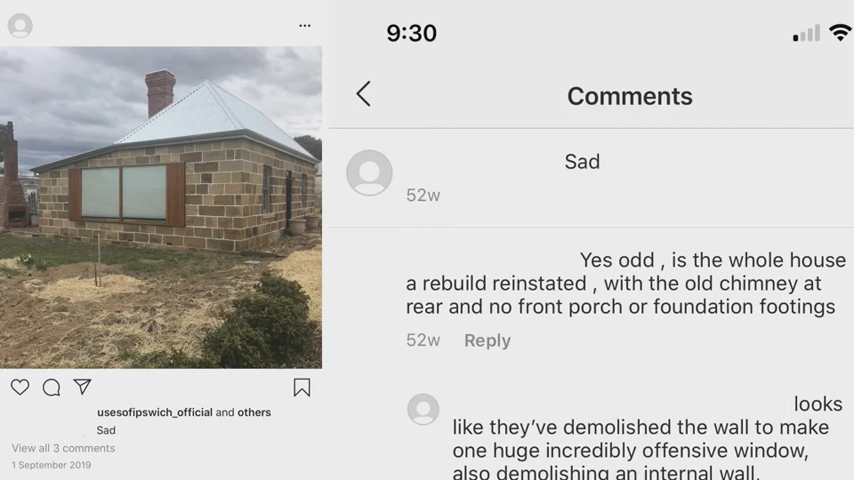 usesofipswich_official and others
Sad
View all 3 comments
1 September 2019
9:30
Comments
Sad
52w
Yes odd , is the whole house
a rebuild reinstated , with the old chimney at
rear and no front porch or foundation footings
52w Reply
looks
like they’ve demolished the wall to make
one huge incredibly offensive window,
also demolishing an internal wall.